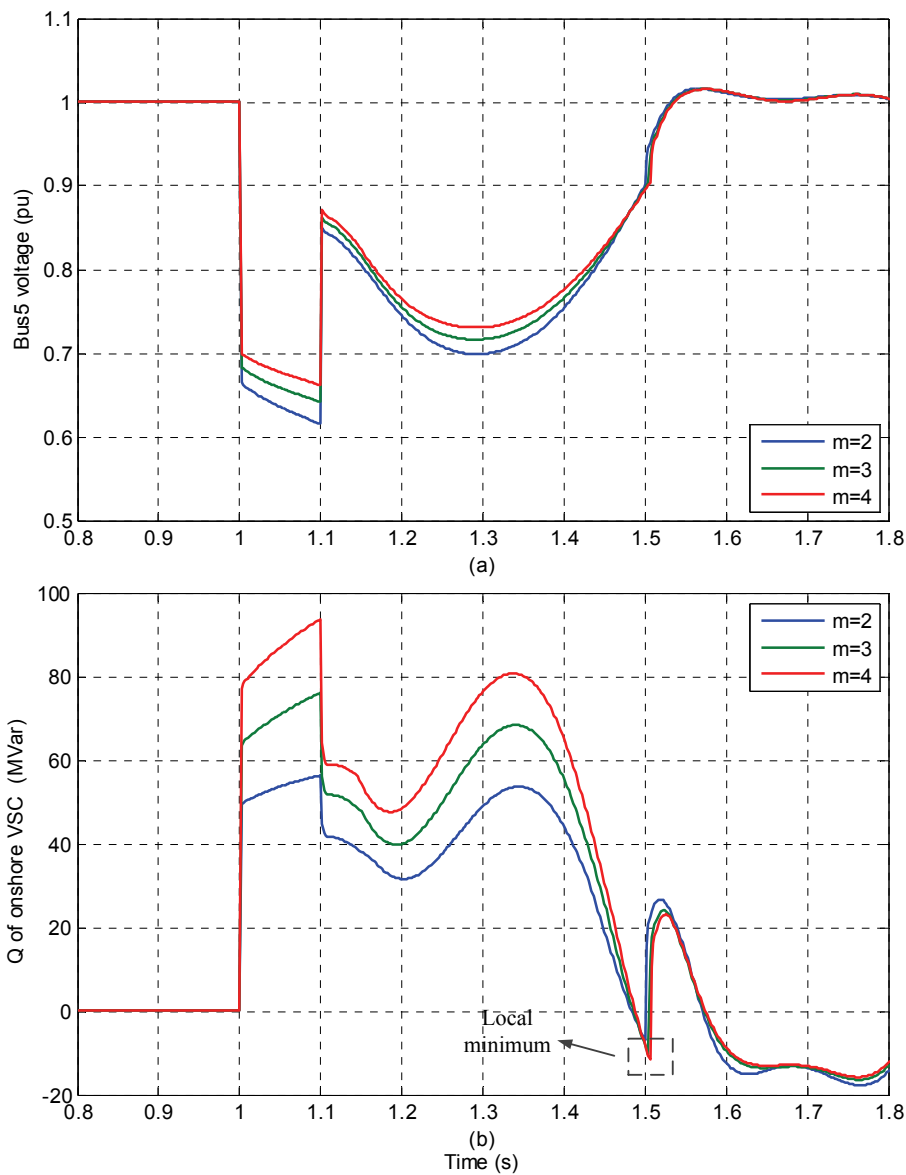 1.1
1
0.9
0.8
0.7
0.6
0.5
Bus5 voltage (pu)
m=2
m=3
m=4
0.8 0.9 1 1.1 1.2 1.3 1.4 1.5 1.6 1.7 1.8
(a)
100
80
60
40
20
0
-20
Q of onshore VSC (MVar)
m=2
m=3
m=4
Local
minimum
0.8 0.9 1 1.1 1.2 1.3 1.4 1.5 1.6 1.7 1.8
(b)
Time (s)